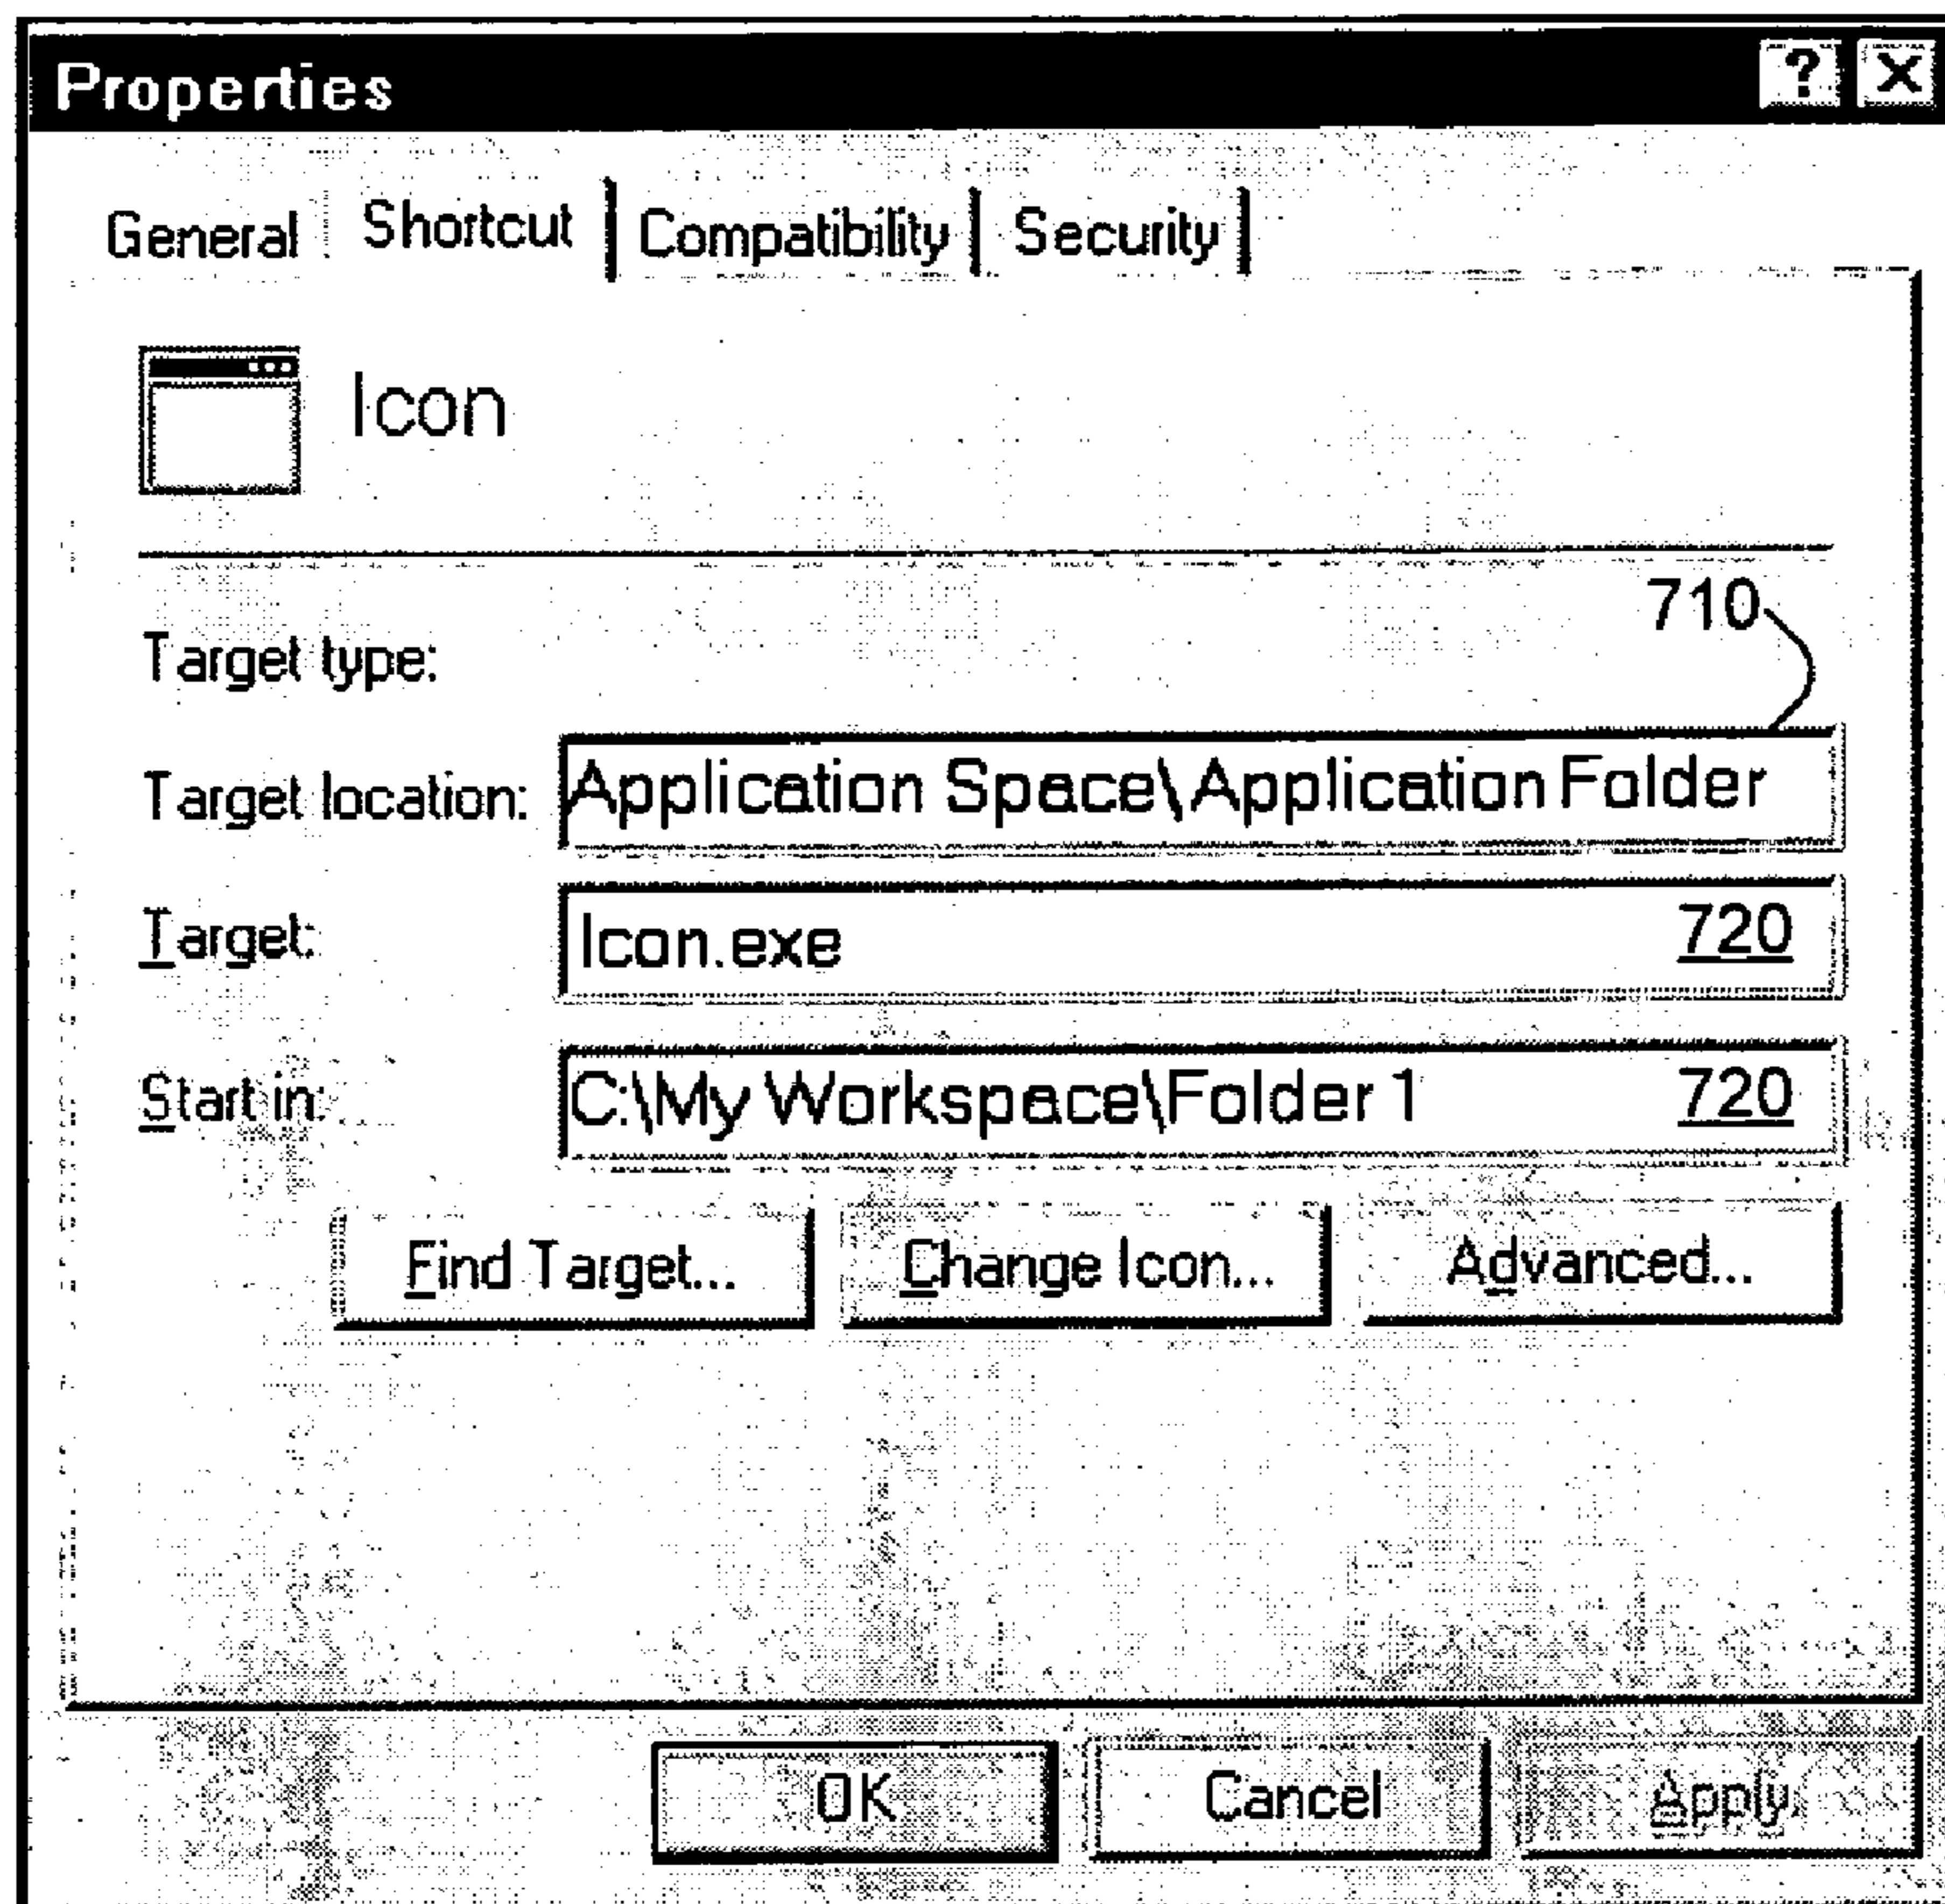 Properties ? X
General Shortcut Compatibility Security
Icon
710
Target type:
Target location: Application Space\Application Folder
Target: Icon.exe 720
Start in: C:\My Workspace\Folder 1 720
Find Target... Change Icon... Advanced...
OK Cancel Apply